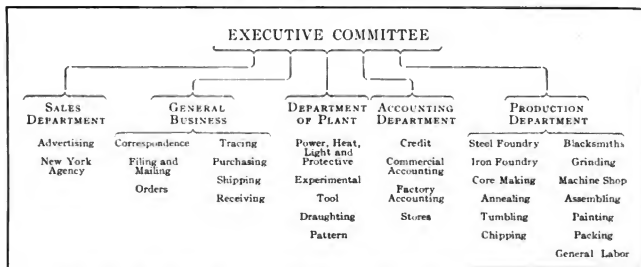 EXECUTIVE COMMITTEE
SALES
DEPARTMENT
Advertising
New York
Agency
GENERAL
BUSINESS
Correspondence
Filing and
Mailing
Orders
Tracing
Purchasing
Shipping
Receiving
DEPARTMENT
OF PLANT
Power, Heat,
Light and
Protective
Experimental
Tool
Draughting
Pattern
ACCOUNTING
DEPARTMENT
Credit
Commercial
Accounting
Factory
Accounting
Stores
PRODUCTION
DEPARTMENT
Steel Foundry
Iron Foundry
Core Making
Annealing
Tumbling
Chipping
Blacksmiths
Grinding
Machine Shop
Assembling
Painting
Packing
General Labor